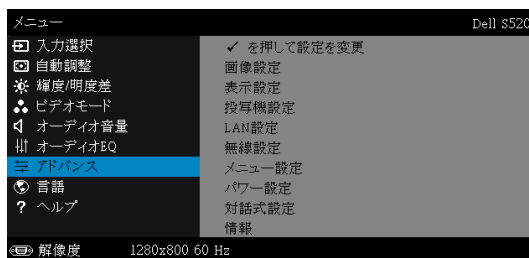 メニュー
Dell S520
入力選択
自動調整
輝度/明度差
ビデオモード
オーディオ音量
オーディオEQ
アドバンス
言語
? ヘルプ
✓ を押して設定を変更
画像設定
表示設定
投写機設定
LAN設定
無線設定
メニュー設定
パワー設定
対話式設定
情報
解像度 1280x800 60 Hz